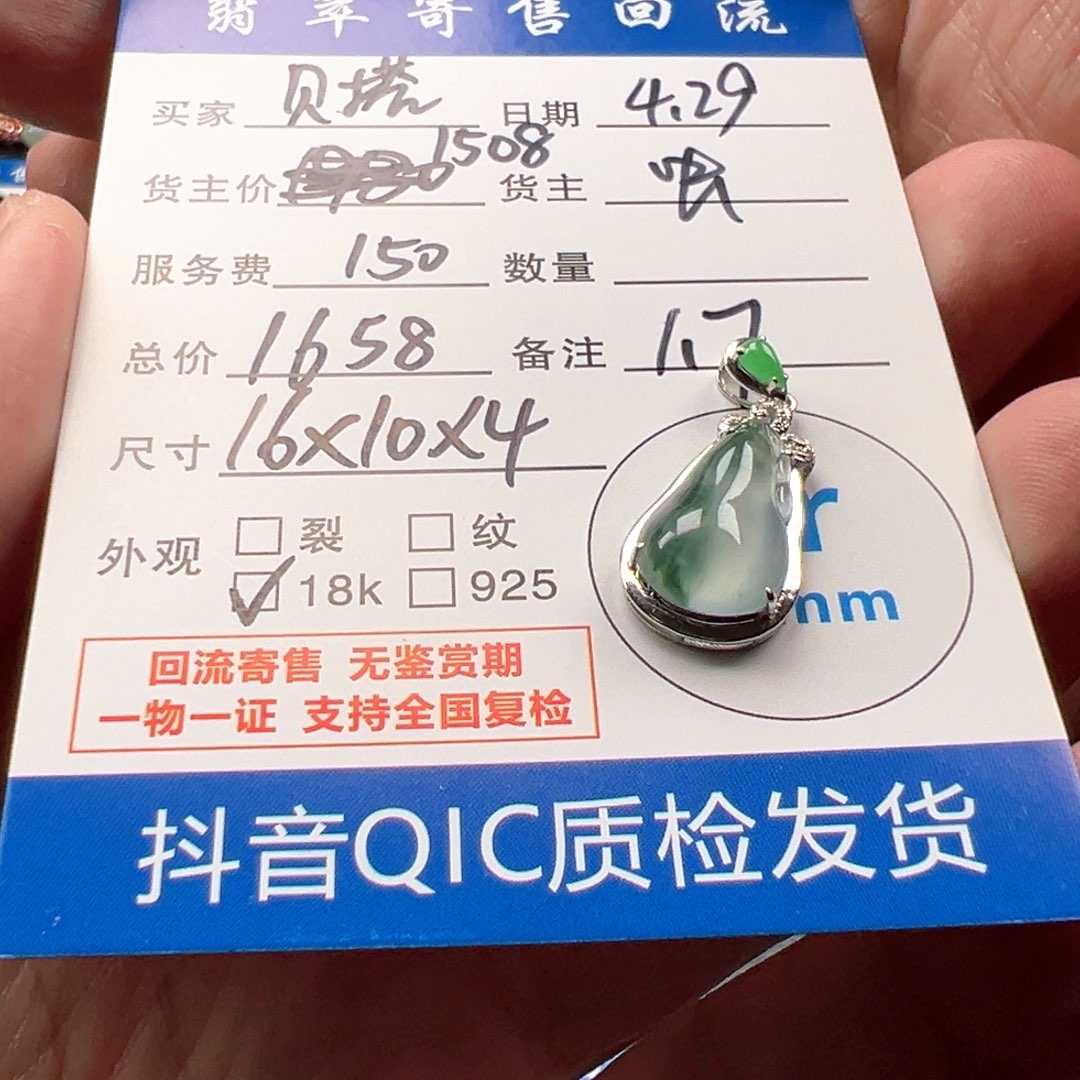 翡翠寄售回流
买家 贝塔 日期 4.29
货主价 1508 货主
服务费 150 数量
总价 1658 备注 1.7
尺寸 16x10x4
外观 □裂 □纹
☑18k □925
回流寄售 无鉴赏期
一物一证 支持全国复检
r
mm
抖音QIC质检发货